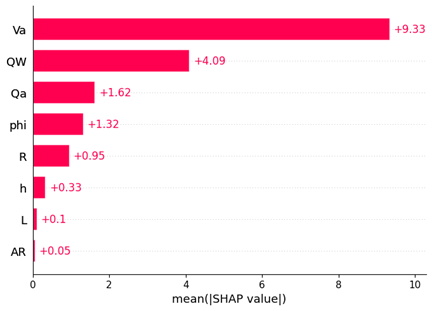 Va +9.33
QW +4.09
Qa +1.62
phi +1.32
R +0.95
h +0.33
L +0.1
AR +0.05
0 2 4 6 8 10
mean(|SHAP value|)